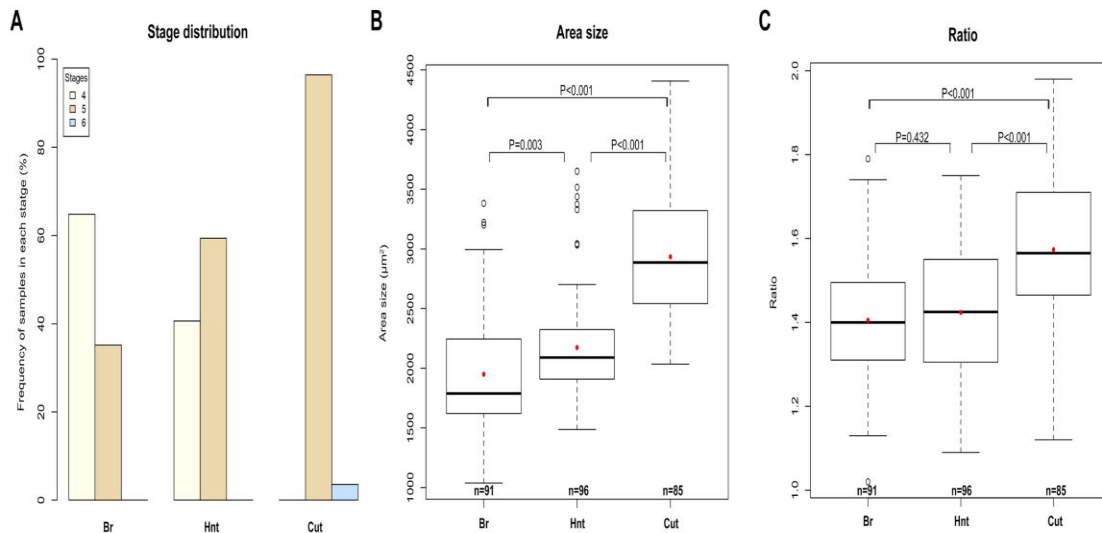 A
Stage distribution
Frequency of samples in each statge (%)
100
80
60
40
20
0
Stages
4
5
6
Br
Hnt
Cut
B
Area size
Area size (µm²)
4500
4000
3500
3000
2500
2000
1500
1000
P<0.001
P=0.003
P<0.001
n=91
n=96
n=85
Br
Hnt
Cut
C
Ratio
Ratio
2.0
1.8
1.6
1.4
1.2
1.0
P<0.001
P=0.432
P<0.001
n=91
n=96
n=85
Br
Hnt
Cut